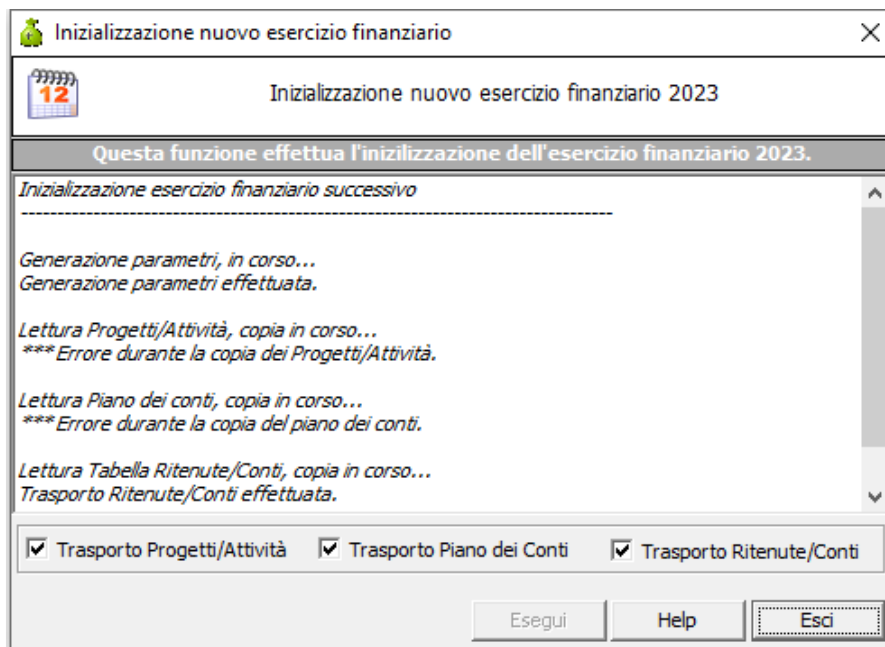 Inizializzazione nuovo esercizio finanziario
12
Inizializzazione nuovo esercizio finanziario 2023
Questa funzione effettua l'inizilizzazione dell'esercizio finanziario 2023.
Inizializzazione esercizio finanziario successivo
----------------------------------------------------------------------------------
Generazione parametri, in corso...
Generazione parametri effettuata.
Lettura Progetti/Attività, copia in corso...
***Errore durante la copia dei Progetti/Attività.
Lettura Piano dei conti, copia in corso...
***Errore durante la copia del piano dei conti.
Lettura Tabella Ritenute/Conti, copia in corso...
Trasporto Ritenute/Conti effettuata.
Trasporto Progetti/Attività Trasporto Piano dei Conti Trasporto Ritenute/Conti
Esegui Help Esci